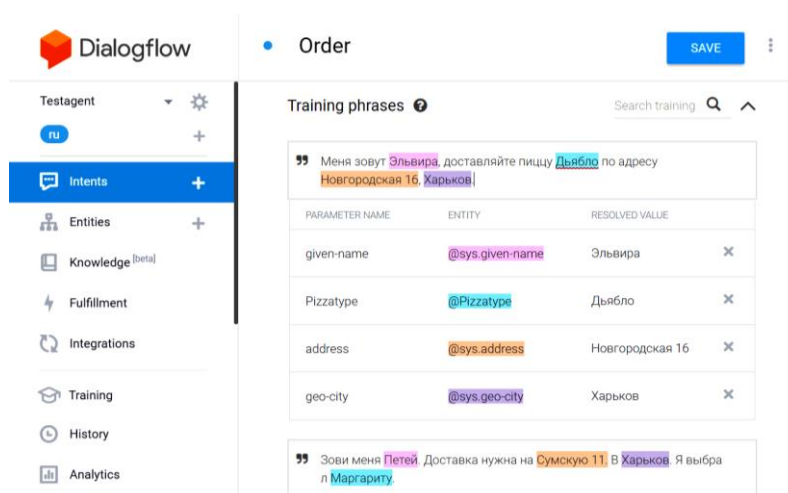 Dialogflow
Order
SAVE
Testagent
Training phrases ?
Search training
ru
+
Intents +
Entities +
Knowledge [beta]
Fulfillment
Integrations
Training
History
Analytics
" Меня зовут Эльвира, доставляйте пиццу Дьябло по адресу
Новгородская 16, Харьков.
PARAMETER NAME ENTITY RESOLVED VALUE
given-name @sys.given-name Эльвира ×
Pizzatype @Pizzatype Дьябло ×
address @sys.address Новгородская 16 ×
geo-city @sys.geo-city Харьков ×
" Зови меня Петей. Доставка нужна на Сумскую 11. В Харьков. Я выбра
л Маргариту.